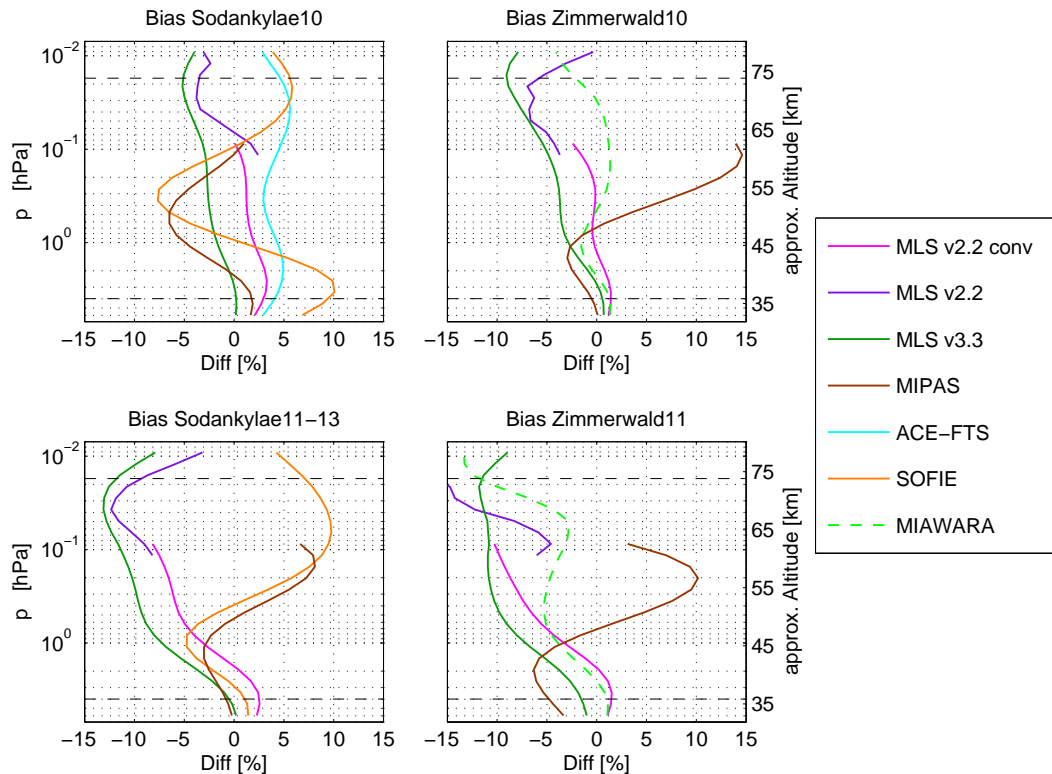 Bias Sodankylae10
10−2
10−1
100
p [hPa]
−15 −10 −5 0 5 10 15
Diff [%]
Bias Zimmerwald10
75
65
55
45
35
approx. Altitude [km]
−15 −10 −5 0 5 10 15
Diff [%]
Bias Sodankylae11−13
10−2
10−1
100
p [hPa]
−15 −10 −5 0 5 10 15
Diff [%]
Bias Zimmerwald11
75
65
55
45
35
approx. Altitude [km]
−15 −10 −5 0 5 10 15
Diff [%]
MLS v2.2 conv
MLS v2.2
MLS v3.3
MIPAS
ACE−FTS
SOFIE
MIAWARA